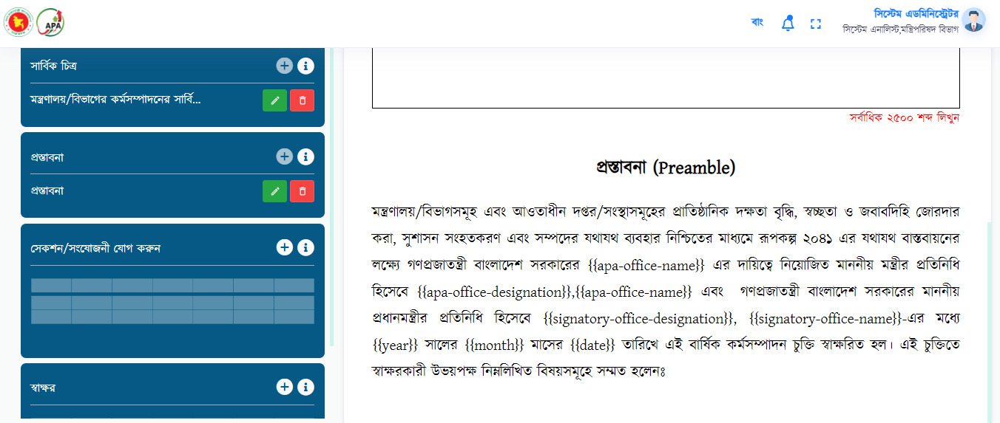 APA
বাং
সিস্টেম এডমিনিস্ট্রেটর
সিস্টেম এনালিস্ট,মন্ত্রিপরিষদ বিভাগ
সার্বিক চিত্র
মন্ত্রণালয়/বিভাগের কর্মসম্পাদনের সার্বি...
প্রস্তাবনা
প্রস্তাবনা
সেকশন/সংযোজনী যোগ করুন
স্বাক্ষর
সর্বাধিক ২৫০০ শব্দ লিখুন
প্রস্তাবনা (Preamble)
মন্ত্রণালয়/বিভাগসমূহ এবং আওতাধীন দপ্তর/সংস্থাসমূহের প্রাতিষ্ঠানিক দক্ষতা বৃদ্ধি, স্বচ্ছতা ও জবাবদিহি জোরদার
করা, সুশাসন সংহতকরণ এবং সম্পদের যথাযথ ব্যবহার নিশ্চিতের মাধ্যমে রূপকল্প ২০৪১ এর যথাযথ বাস্তবায়নের
লক্ষ্যে গণপ্রজাতন্ত্রী বাংলাদেশ সরকারের {{apa-office-name}} এর দায়িত্বে নিয়োজিত মাননীয় মন্ত্রীর প্রতিনিধি
হিসেবে {{apa-office-designation}},{{apa-office-name}} এবং গণপ্রজাতন্ত্রী বাংলাদেশ সরকারের মাননীয়
প্রধানমন্ত্রীর প্রতিনিধি হিসেবে {{signatory-office-designation}}, {{signatory-office-name}}-এর মধ্যে
{{year}} সালের {{month}} মাসের {{date}} তারিখে এই বার্ষিক কর্মসম্পাদন চুক্তি স্বাক্ষরিত হল। এই চুক্তিতে
স্বাক্ষরকারী উভয়পক্ষ নিম্নলিখিত বিষয়সমূহে সম্মত হলেনঃ